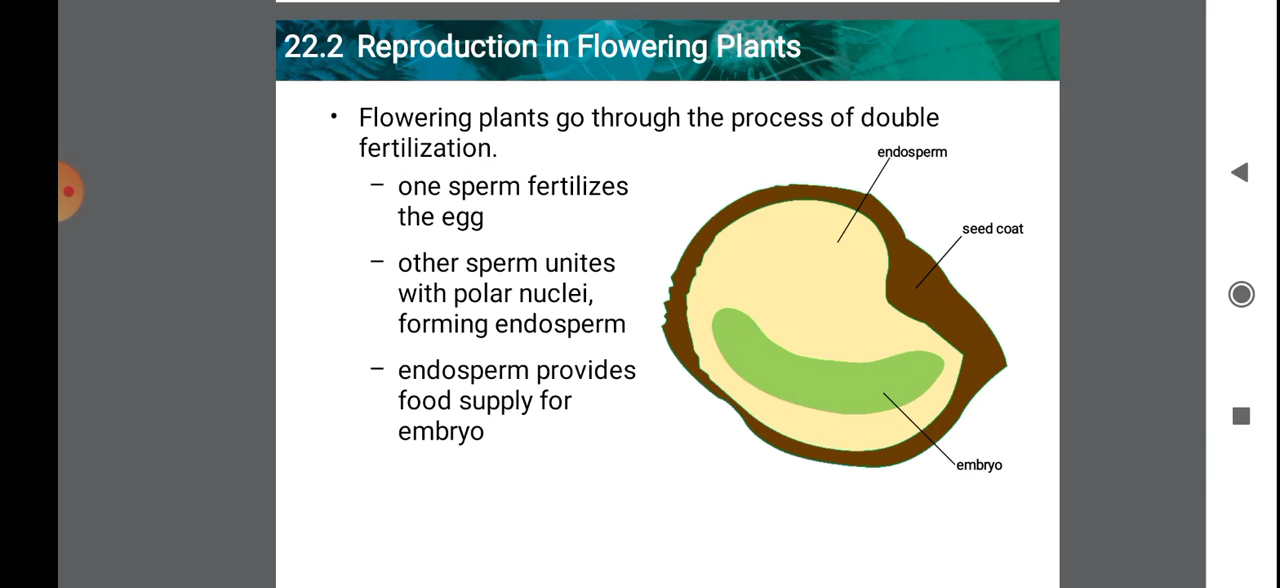 22.2 Reproduction in Flowering Plants
• Flowering plants go through the process of double
fertilization.
– one sperm fertilizes
the egg
– other sperm unites
with polar nuclei,
forming endosperm
– endosperm provides
food supply for
embryo
endosperm
seed coat
embryo